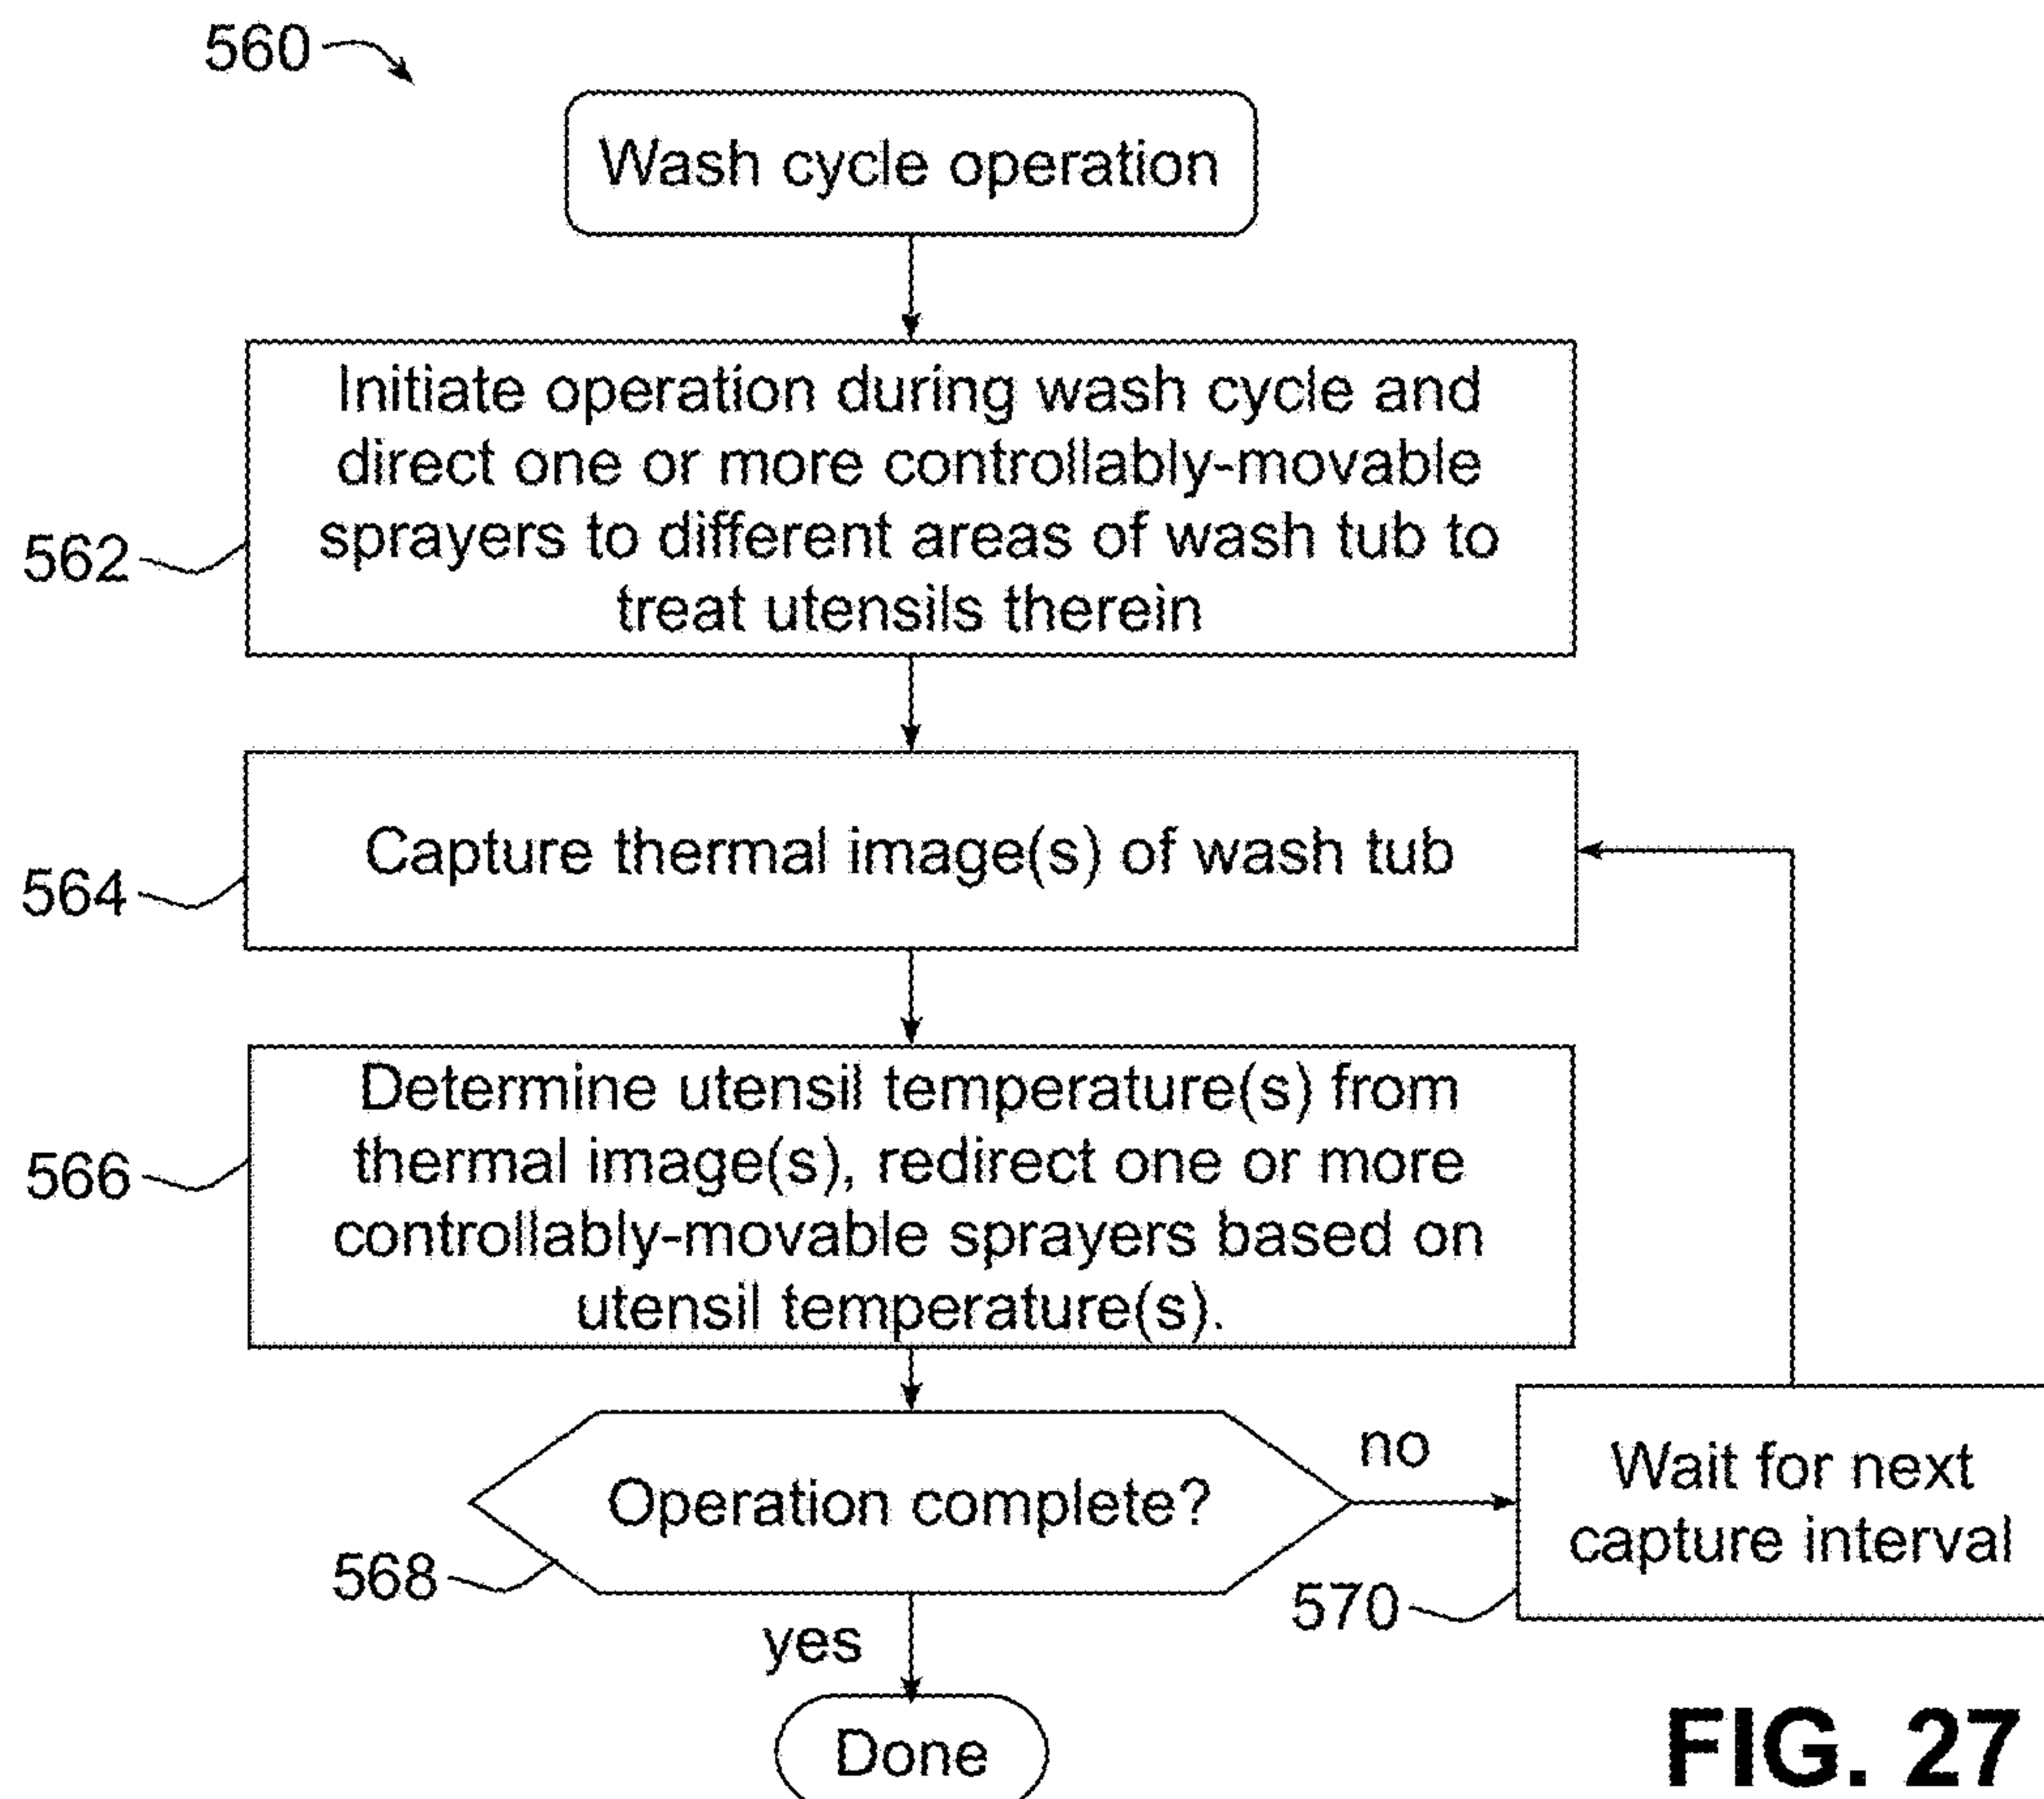 560
Wash cycle operation
Initiate operation during wash cycle and
direct one or more controllably-movable
sprayers to different areas of wash tub to
treat utensils therein
562
Capture thermal image(s) of wash tub
564
Determine utensil temperature(s) from
thermal image(s), redirect one or more
controllably-movable sprayers based on
utensil temperature(s).
566
Operation complete?
568
no
Wait for next
capture interval
570
yes
Done
FIG. 27